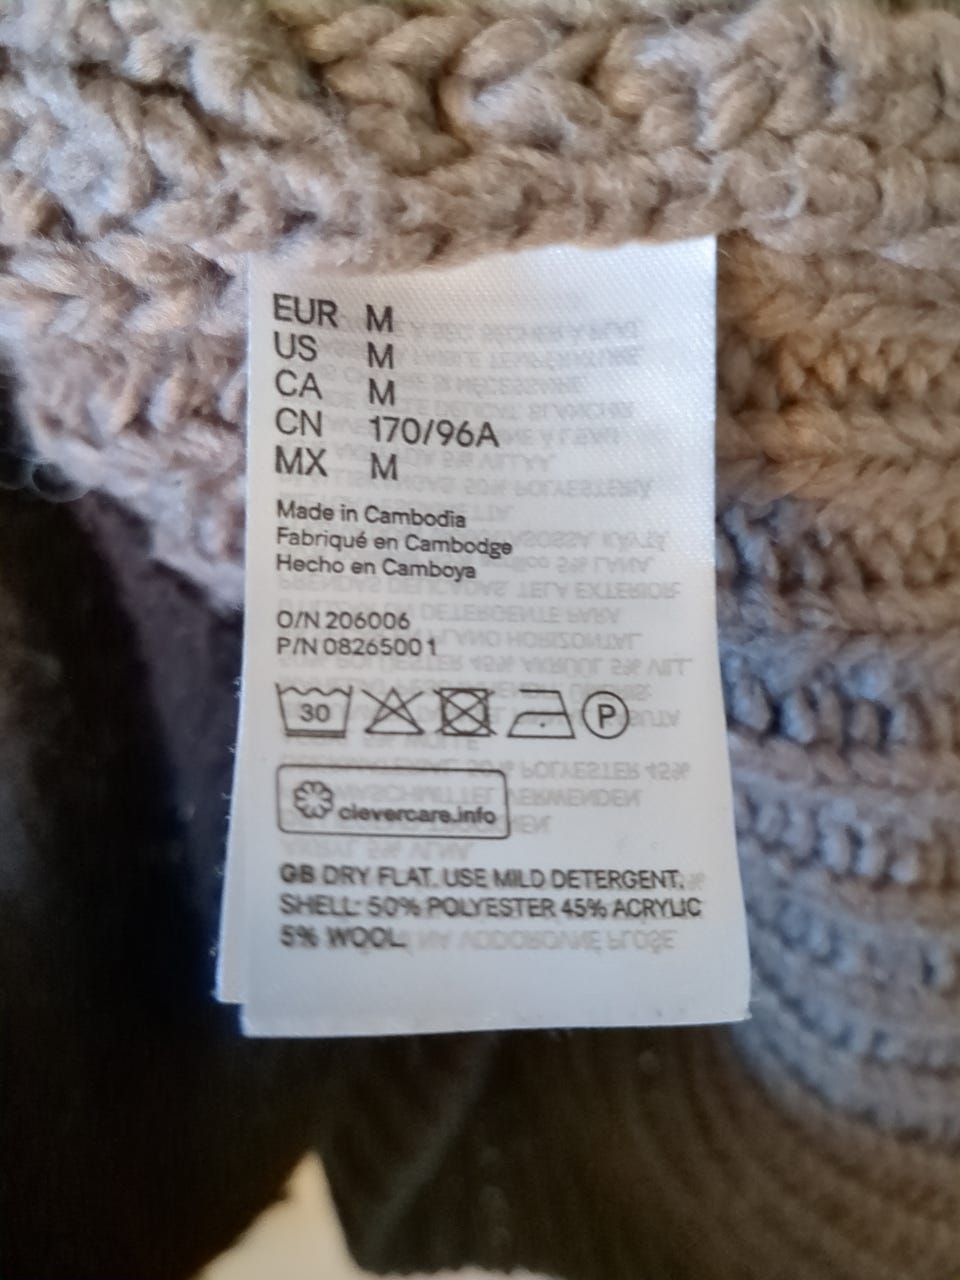 EUR M
US M
CA M
CN 170/96A
MX M
Made in Cambodia
Fabriqué en Cambodge
Hecho en Camboya
O/N 206006
P/N 08265001
30
P
clevercare.info
GB DRY FLAT. USE MILD DETERGENT.
SHELL: 50% POLYESTER 45% ACRYLIC
5% WOOL